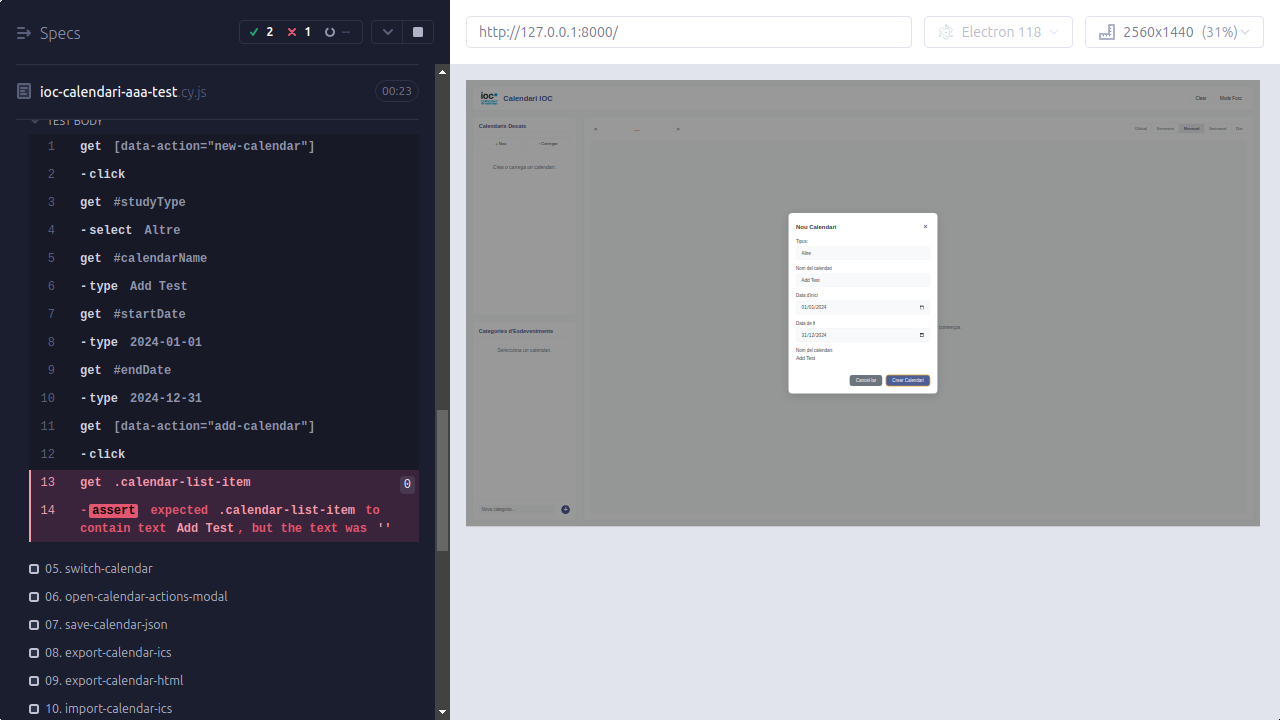 Specs
2
1
--
http://127.0.0.1:8000/
Electron 118
2560x1440 (31%)
ioc-calendari-aaa-test.cy.js
00:23
TEST BODY
1 get [data-action="new-calendar"]
2 -click
3 get #studyType
4 -select Altre
5 get #calendarName
6 -type Add Test
7 get #startDate
8 -type 2024-01-01
9 get #endDate
10 -type 2024-12-31
11 get [data-action="add-calendar"]
12 -click
13 get .calendar-list-item 0
14 -assert expected .calendar-list-item to
contain text Add Test, but the text was ''
05. switch-calendar
06. open-calendar-actions-modal
07. save-calendar-json
08. export-calendar-ics
09. export-calendar-html
10. import-calendar-ics
ioc
Calendari IOC
Clear
Mode Fosc
Calendaris Desats
+ Nou
Carregar
Crea o carrega un calendari.
Global
Semestral
Mensual
Setmanal
Dia
Categories d'Esdeveniments
Selecciona un calendari.
Nova categoria...
+
començar.
Nou Calendari
×
Tipus:
Altre
Nom del calendari
Add Test
Data d'inici
01/01/2024
Data de fi
31/12/2024
Nom del calendari
Add Test
Cancel·lar
Crear Calendari